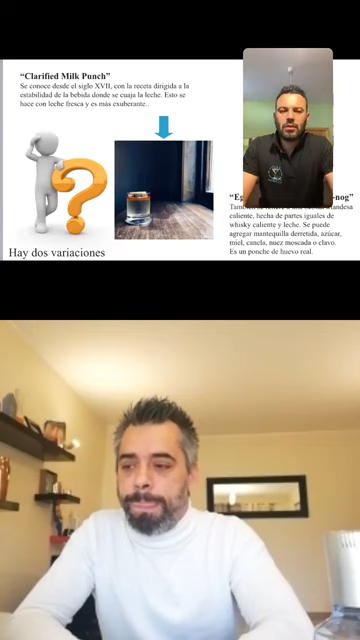 “Clarified Milk Punch”
Se conoce desde el siglo XVII, con la receta dirigida a la
estabilidad de la bebida donde se cuaja la leche. Esto se
hace con leche fresca y es más exuberante..
Hay dos variaciones
-nog”
caliente, hecha de partes iguales de
whisky caliente y leche. Se puede
agregar mantequilla derretida, azúcar,
miel, canela, nuez moscada o clavo.
Es un ponche de huevo real.